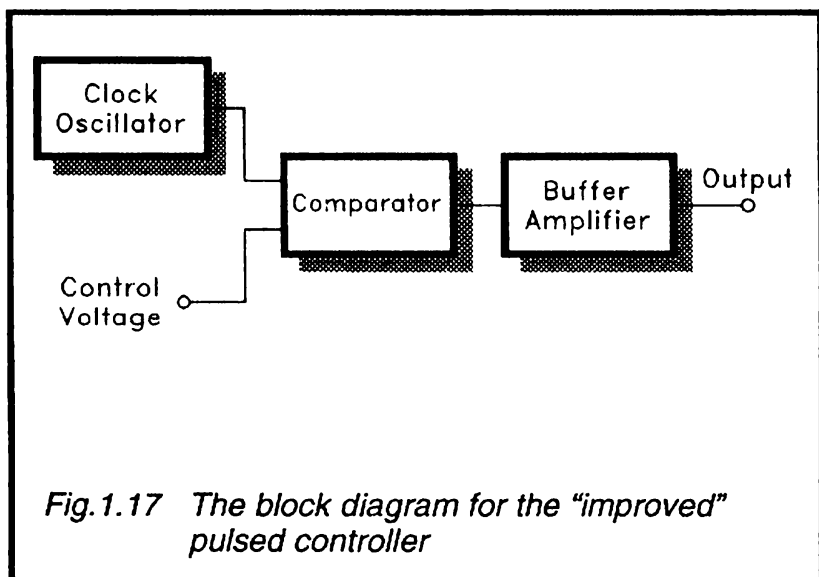 Clock
Oscillator
Comparator
Buffer
Amplifier
Output
Control
Voltage
Fig.1.17 The block diagram for the “improved”
pulsed controller